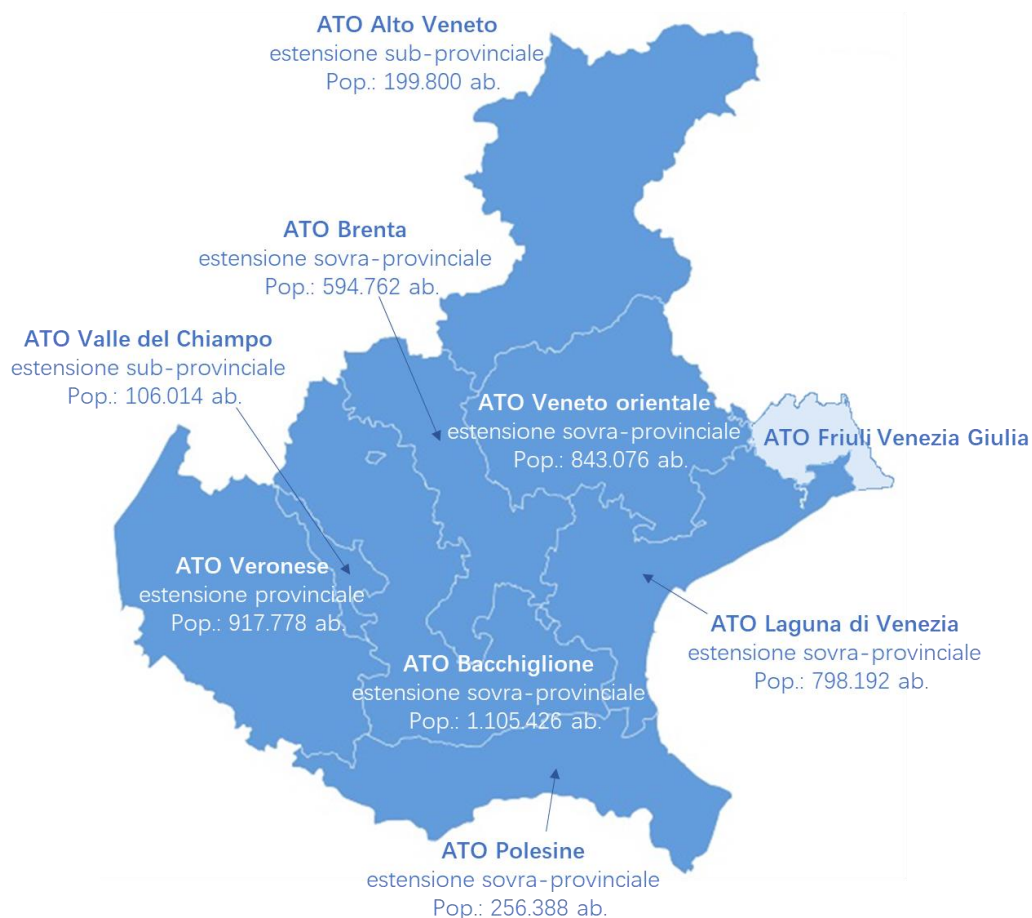 ATO Alto Veneto
estensione sub-provinciale
Pop.: 199.800 ab.
ATO Brenta
estensione sovra-provinciale
Pop.: 594.762 ab.
ATO Valle del Chiampo
estensione sub-provinciale
Pop.: 106.014 ab.
ATO Veneto orientale
estensione sovra-provinciale
Pop.: 843.076 ab.
ATO Friuli Venezia Giulia
ATO Veronese
estensione provinciale
Pop.: 917.778 ab.
ATO Laguna di Venezia
estensione sovra-provinciale
Pop.: 798.192 ab.
ATO Bacchiglione
estensione sovra-provinciale
Pop.: 1.105.426 ab.
ATO Polesine
estensione sovra-provinciale
Pop.: 256.388 ab.